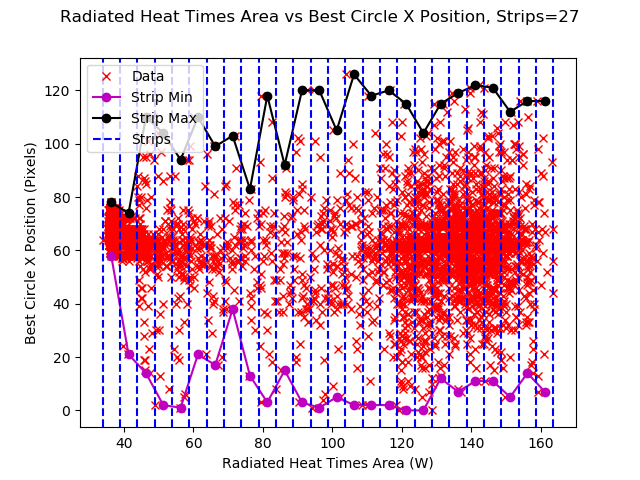 Radiated Heat Times Area vs Best Circle X Position, Strips=27
Data
Strip Min
Strip Max
Strips
Best Circle X Position (Pixels)
120
100
80
60
40
20
0
40 60 80 100 120 140 160
Radiated Heat Times Area (W)